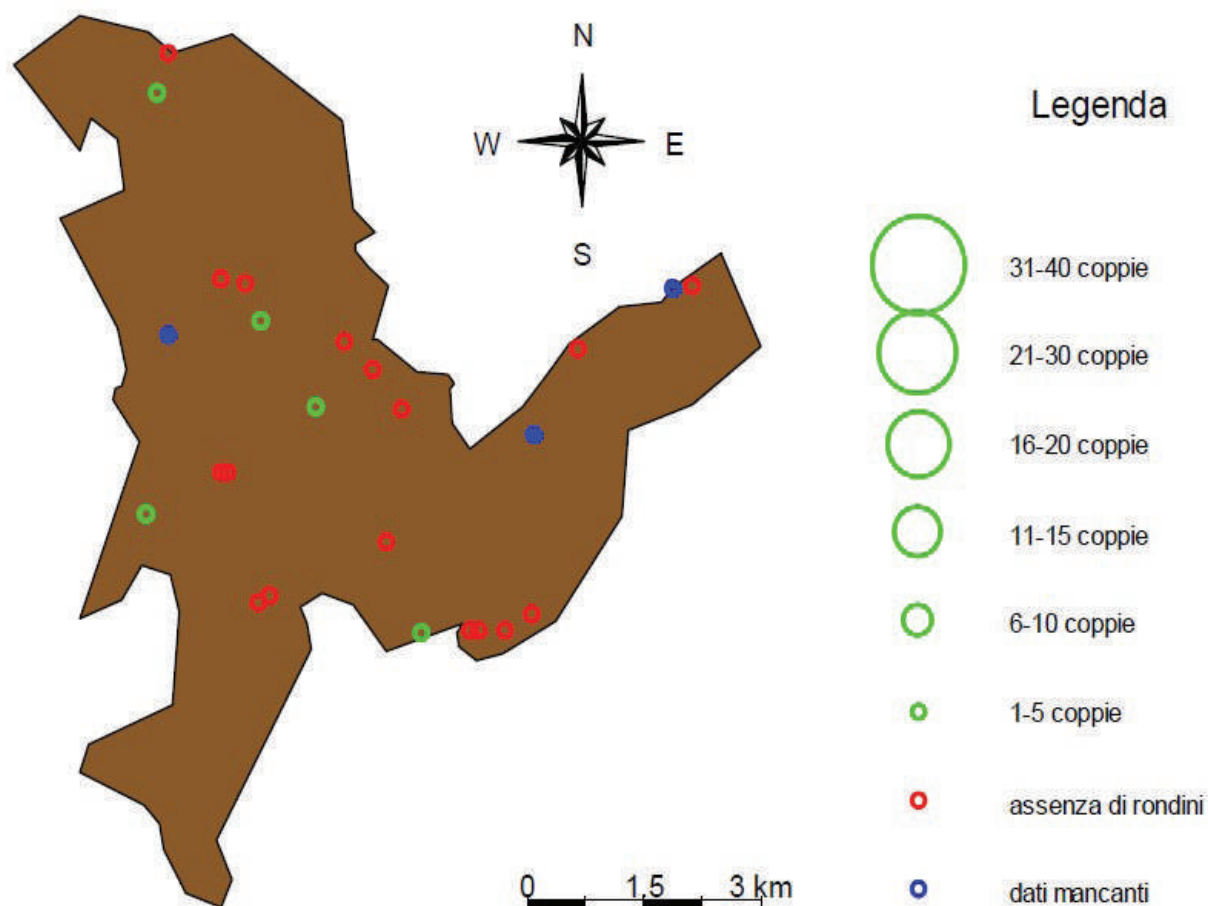 N
W E
S
Legenda
31-40 coppie
21-30 coppie
16-20 coppie
11-15 coppie
6-10 coppie
1-5 coppie
assenza di rondini
dati mancanti
0 1,5 3 km